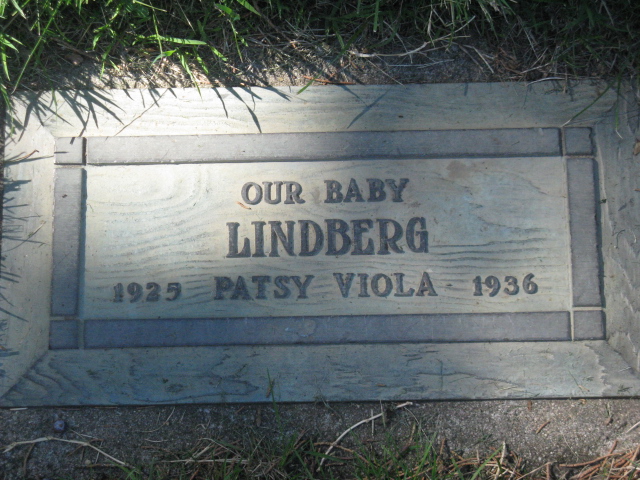 OUR BABY
LINDBERG
1925 PATSY VIOLA 1936